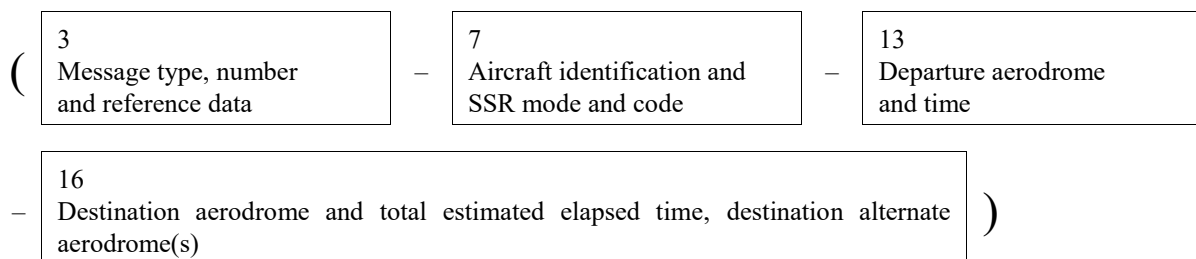 (
3
Message type, number
and reference data
–
7
Aircraft identification and
SSR mode and code
–
13
Departure aerodrome
and time
–
16
Destination aerodrome and total estimated elapsed time, destination alternate
aerodrome(s)
)